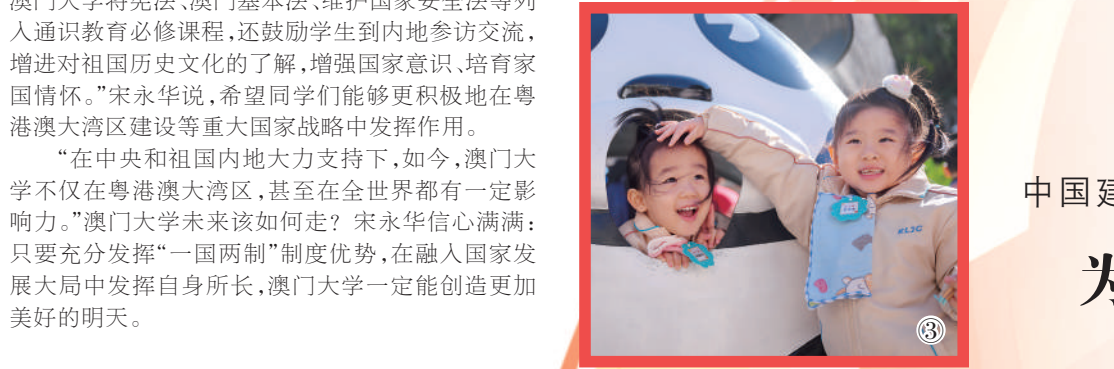 澳门大学将宪法、澳门基本法、维护国家安全法等列
入通识教育必修课程,还鼓励学生到内地参访交流,
增进对祖国历史文化的了解,增强国家意识、培育家
国情怀。”宋永华说,希望同学们能够更积极地在粤
港澳大湾区建设等重大国家战略中发挥作用。
“在中央和祖国内地大力支持下,如今,澳门大
学不仅在粤港澳大湾区,甚至在全世界都有一定影
响力。”澳门大学未来该如何走? 宋永华信心满满:
只要充分发挥“一国两制”制度优势,在融入国家发
展大局中发挥自身所长,澳门大学一定能创造更加
美好的明天。
③
中国建
为